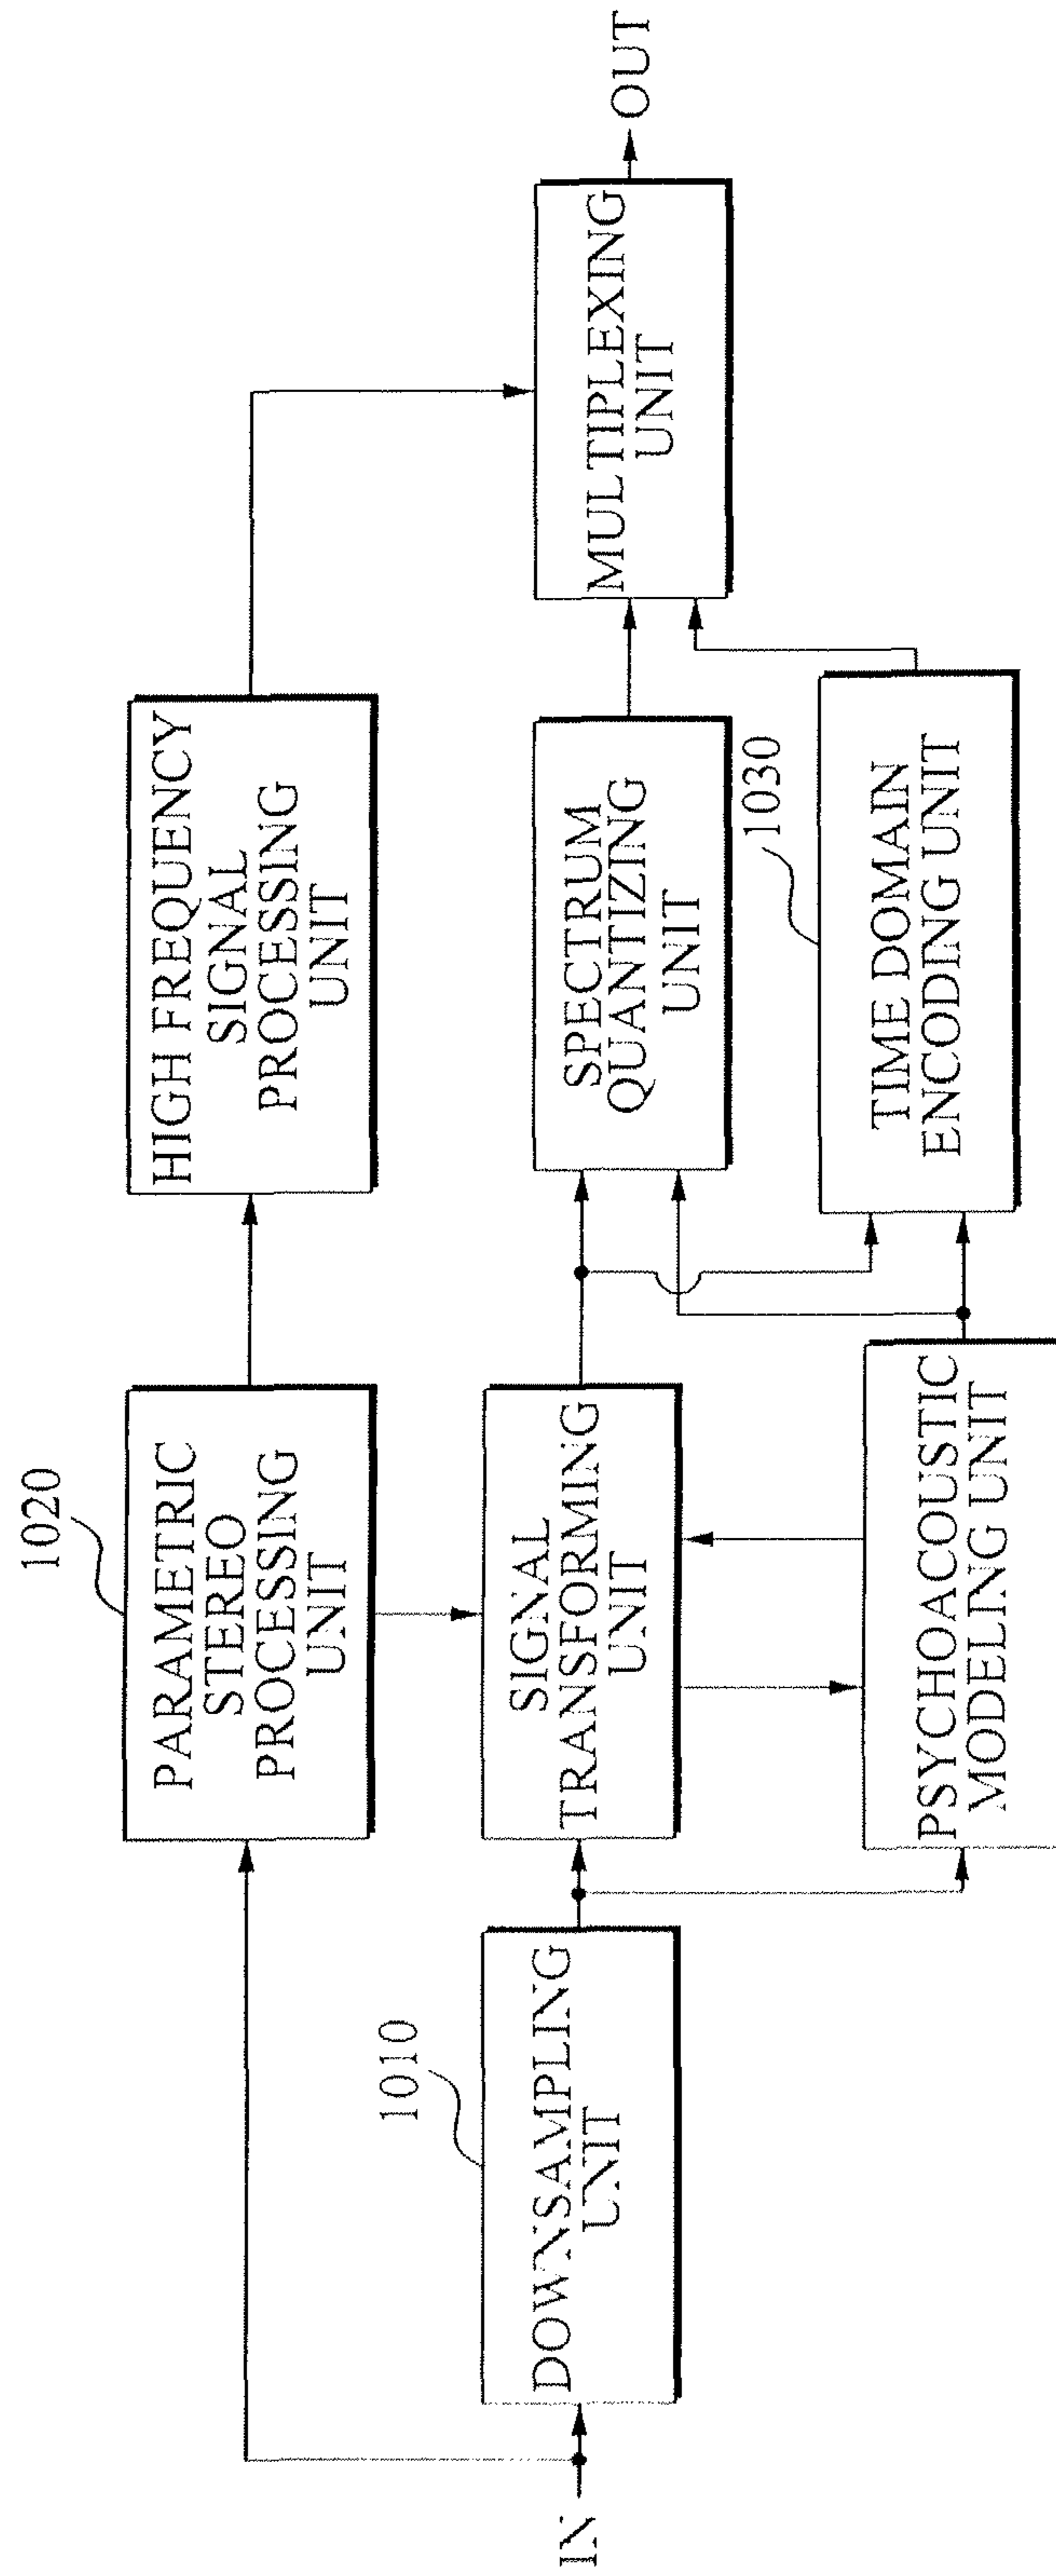 1020
PARAMETRIC
STEREO
PROCESSING
UNIT
HIGH FREQUENCY
SIGNAL
PROCESSING
UNIT
IN
1010
DOWNSAMPLING
UNIT
SIGNAL
TRANSFORMING
UNIT
SPECTRUM
QUANTIZING
UNIT
MULTIPLEXING
UNIT
OUT
PSYCHOACOUSTIC
MODELING UNIT
1030
TIME DOMAIN
ENCODING UNIT